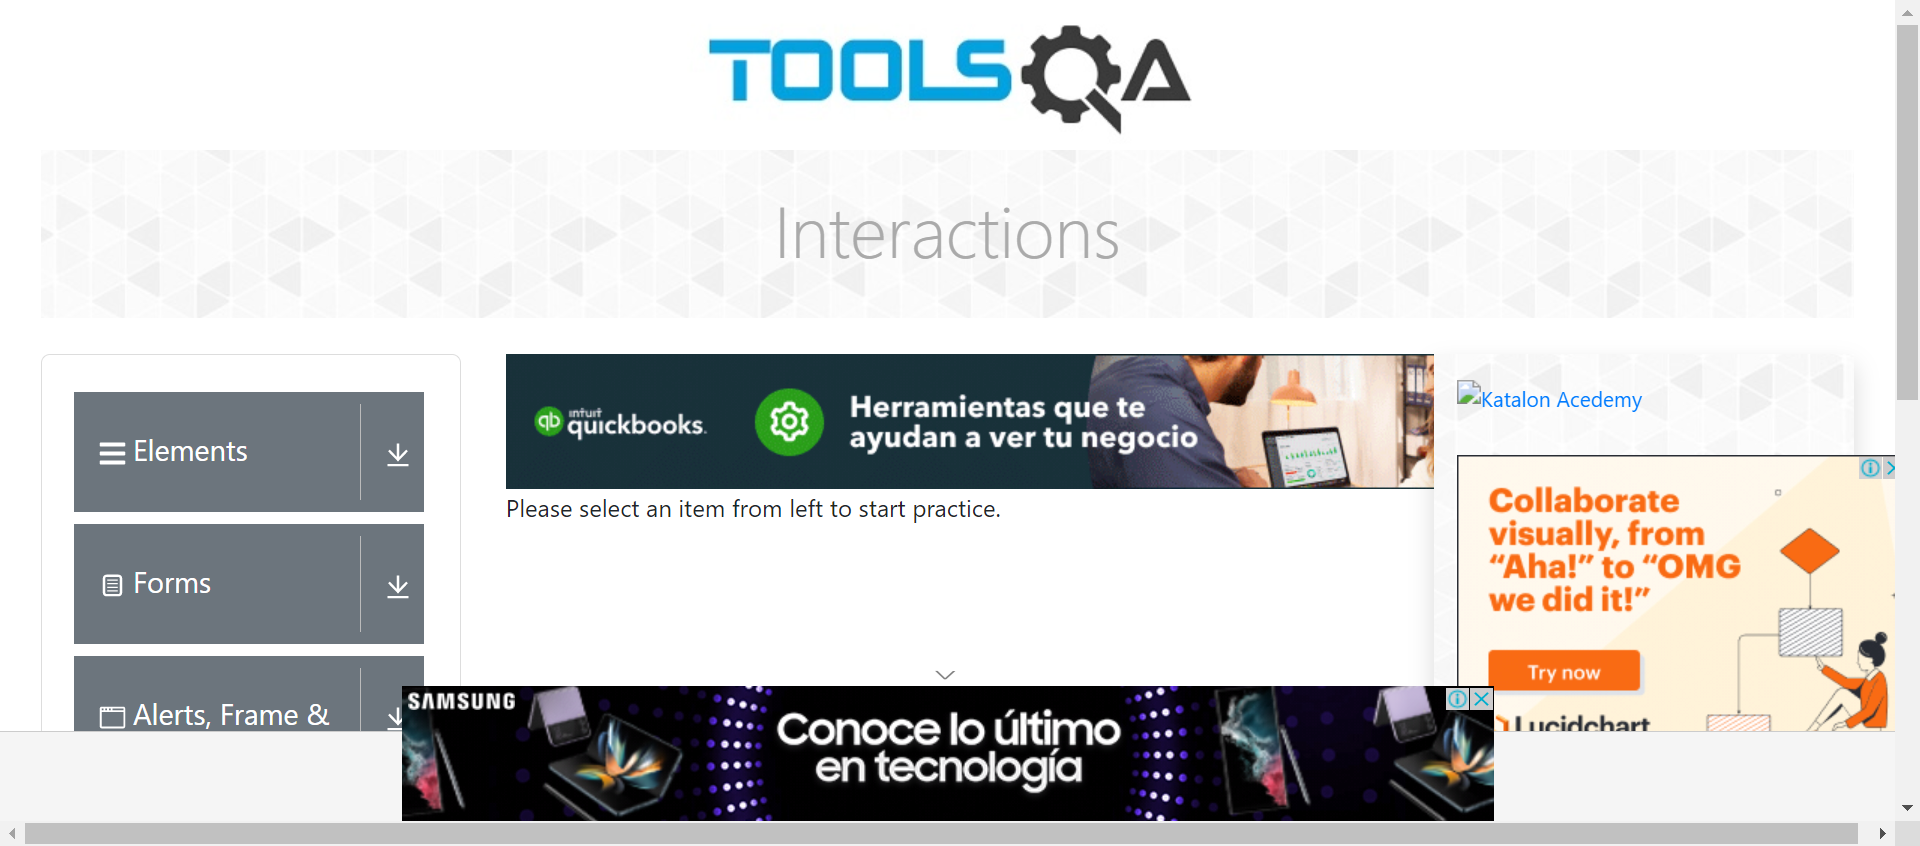 TOOLSQA
Interactions
Elements
Forms
Alerts, Frame &
intuit
qb quickbooks.
Herramientas que te
ayudan a ver tu negocio
Please select an item from left to start practice.
Katalon Acedemy
Collaborate
visually, from
“Aha!” to “OMG
we did it!”
Try now
Lucidchart
SAMSUNG
Conoce lo último
en tecnología